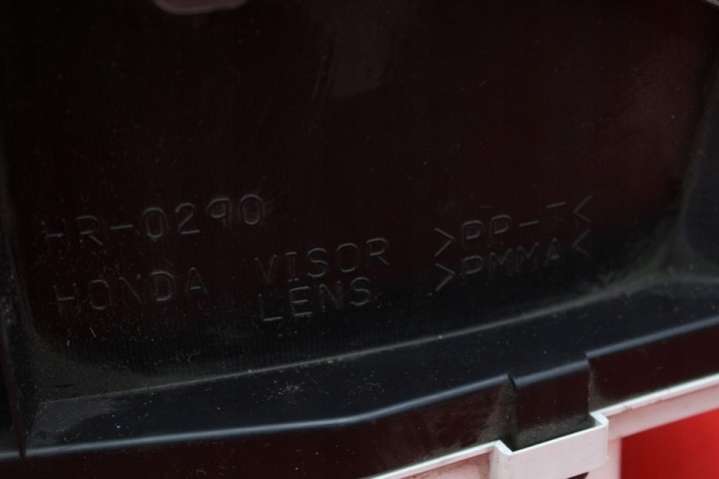 HR-0290
HONDA VISOR >PP-T<
LENS >PMMA<